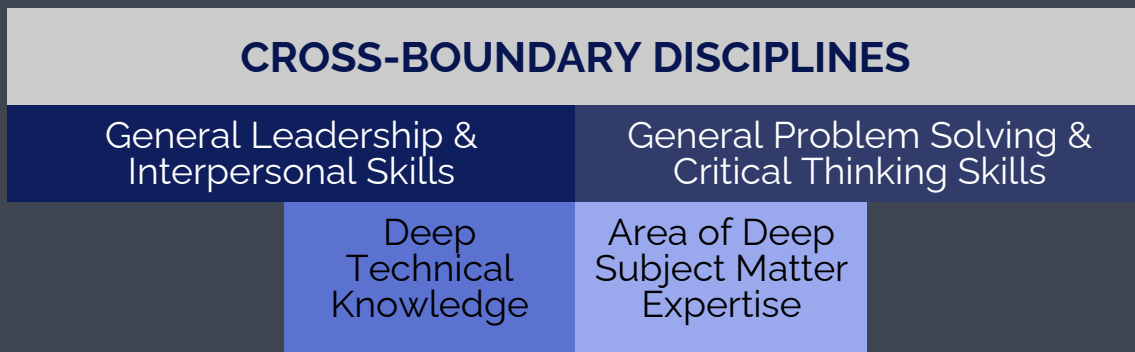 CROSS-BOUNDARY DISCIPLINES
General Leadership &
Interpersonal Skills
General Problem Solving &
Critical Thinking Skills
Deep
Technical
Knowledge
Area of Deep
Subject Matter
Expertise